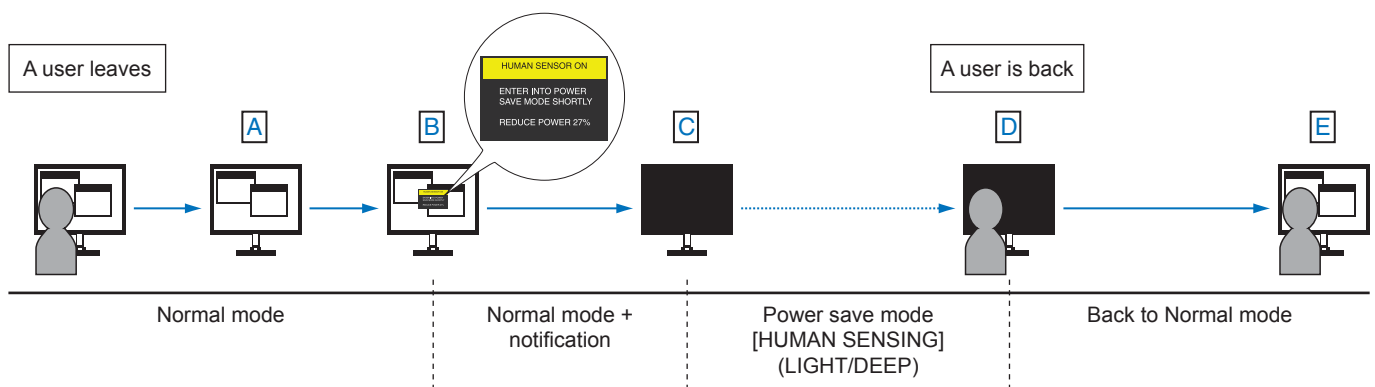 A user leaves
HUMAN SENSOR ON
ENTER INTO POWER
SAVE MODE SHORTLY
REDUCE POWER 27%
A user is back
A
B
C
D
E
Normal mode
Normal mode +
notification
Power save mode
[HUMAN SENSING]
(LIGHT/DEEP)
Back to Normal mode